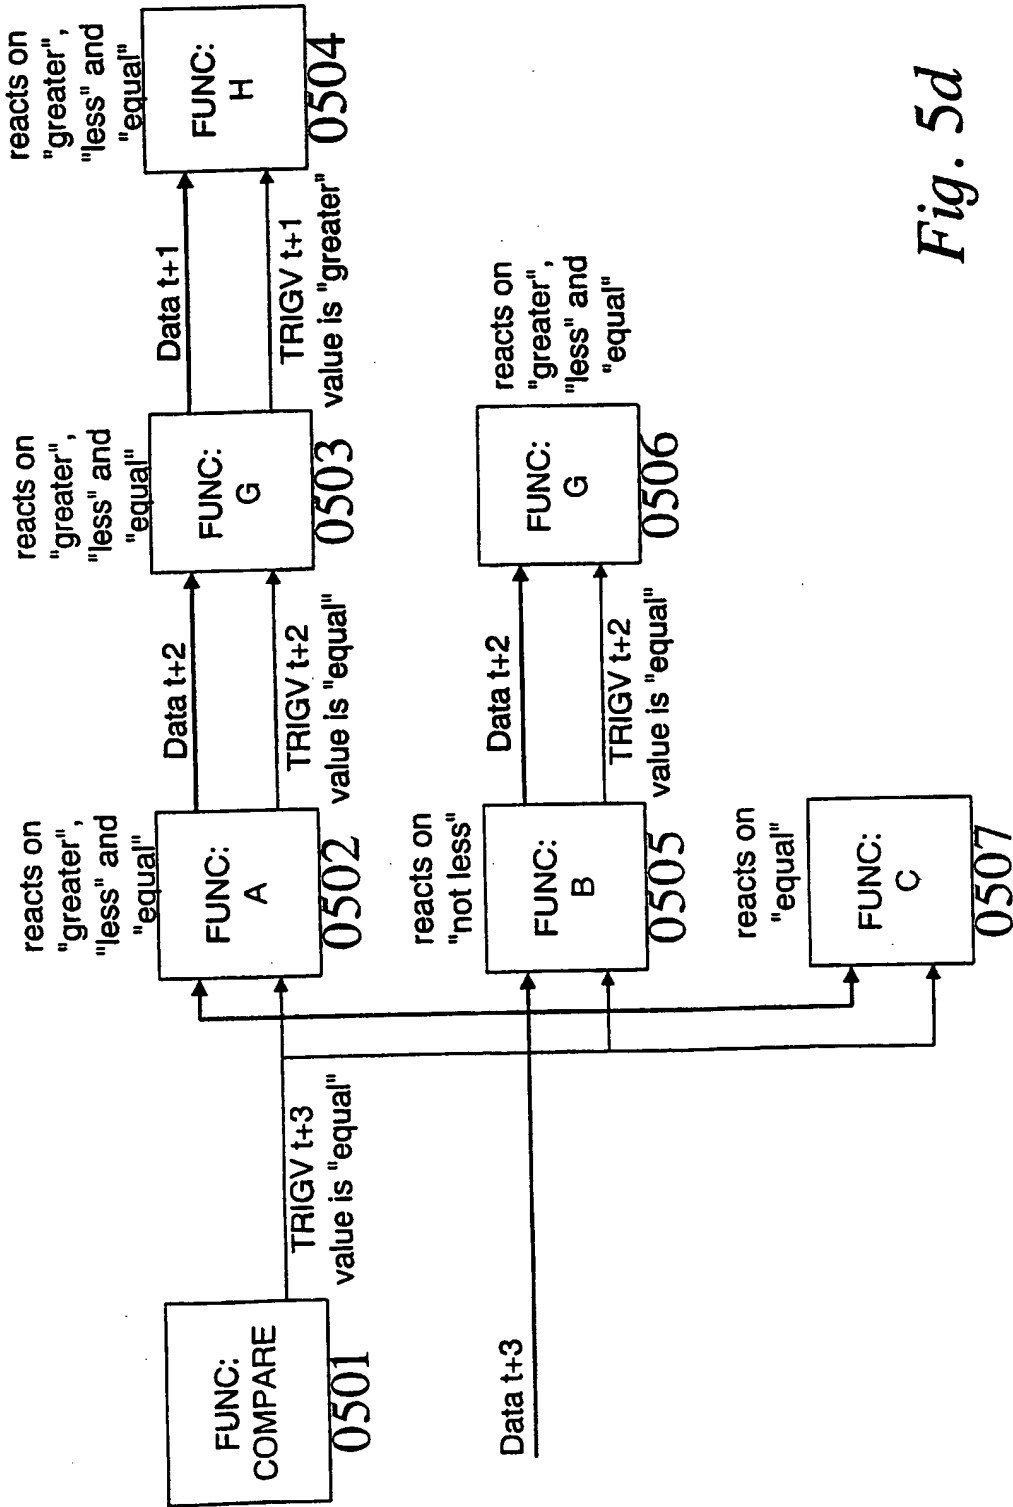 FUNC:
COMPARE
0501
TRIGV t+3
value is "equal"
reacts on
"greater",
"less" and
"equal"
FUNC:
A
0502
Data t+2
TRIGV t+2
value is "equal"
reacts on
"greater",
"less" and
"equal"
FUNC:
G
0503
Data t+1
TRIGV t+1
value is "greater"
reacts on
"greater",
"less" and
"equal"
FUNC:
H
0504
Data t+3
reacts on
"not less"
FUNC:
B
0505
Data t+2
TRIGV t+2
value is "equal"
reacts on
"greater",
"less" and
"equal"
FUNC:
G
0506
reacts on
"equal"
FUNC:
C
0507
Fig. 5d